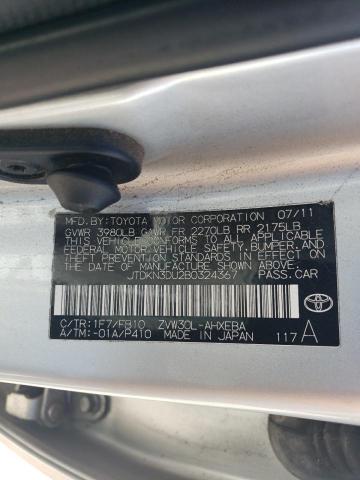 MFD. BY: TOYOTA MOTOR CORPORATION 07/11
GVWR 3980LB GAWR FR 2270LB RR 2175LB
THIS VEHICLE CONFORMS TO ALL APPLICABLE
FEDERAL MOTOR VEHICLE SAFETY, BUMPER, AND
THEFT PREVENTION STANDARDS IN EFFECT ON
THE DATE OF MANUFACTURE SHOWN ABOVE.
JTDKN3DU2B0324367 PASS. CAR
C/TR: 1F7/FB10 ZVW30L-AHXEBA
A/TM: -01A/P410 MADE IN JAPAN 117 A
TOYOTA